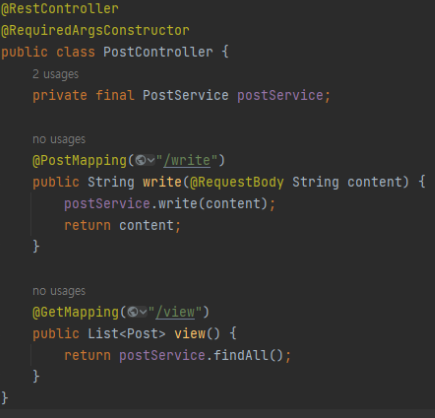 @RestController
@RequiredArgsConstructor
public class PostController {
2 usages
private final PostService postService;
no usages
@PostMapping("/write")
public String write(@RequestBody String content) {
postService.write(content);
return content;
}
no usages
@GetMapping("/view")
public List<Post> view() {
return postService.findAll();
}
}